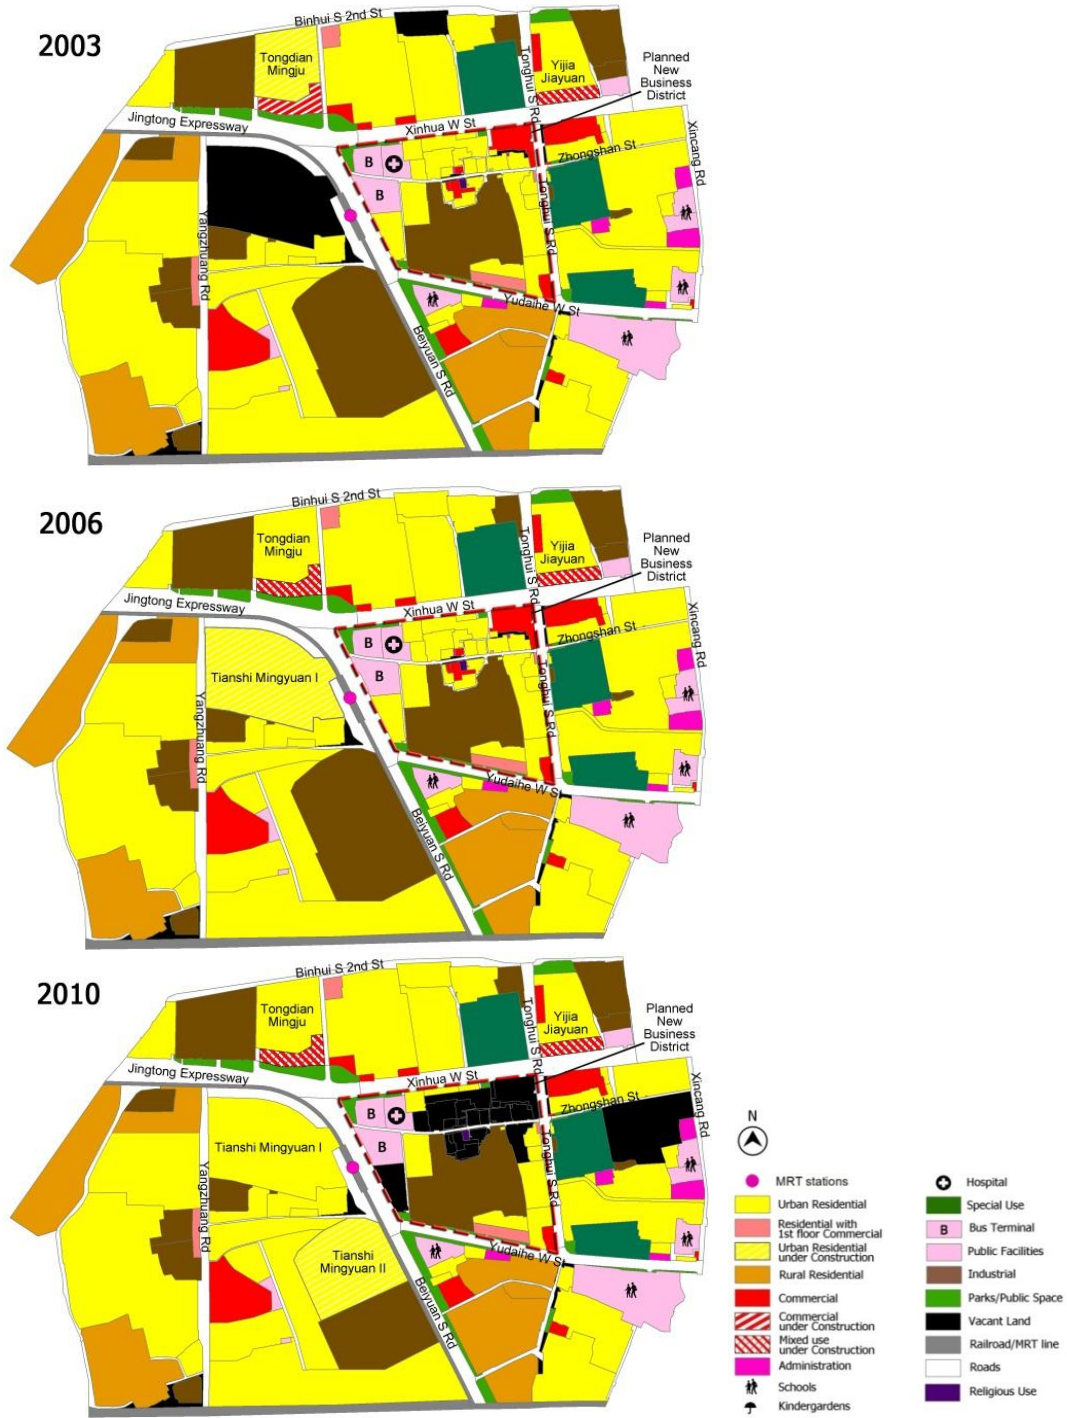 2003
Binhui S 2nd St
Tongdian
Mingju
Tonghui S Rd
Yijia
Jiayuan
Planned
New
Business
District
Jingtong Expressway
Xinhua W St
Zhongshan St
Xincang Rd
B
B
Tonghui S Rd
Yangzhuang Rd
Yudaihe W St
Beiyuan S Rd
2006
Binhui S 2nd St
Tongdian
Mingju
Tonghui S Rd
Yijia
Jiayuan
Planned
New
Business
District
Jingtong Expressway
Xinhua W St
Zhongshan St
Xincang Rd
B
B
Tianshi Mingyuan I
Tonghui S Rd
Yangzhuang Rd
Yudaihe W St
Beiyuan S Rd
2010
Binhui S 2nd St
Tongdian
Mingju
Tonghui S Rd
Yijia
Jiayuan
Planned
New
Business
District
Jingtong Expressway
Xinhua W St
Zhongshan St
Xincang Rd
B
B
Tianshi Mingyuan I
Tonghui S Rd
Yangzhuang Rd
Yudaihe W St
Tianshi
Mingyuan II
Beiyuan S Rd
N
MRT stations
Urban Residential
Residential with
1st floor Commercial
Urban Residential
under Construction
Rural Residential
Commercial
Commercial
under Construction
Mixed use
under Construction
Administration
Schools
Kindergardens
Hospital
Special Use
B
Bus Terminal
Public Facilities
Industrial
Parks/Public Space
Vacant Land
Railroad/MRT line
Roads
Religious Use